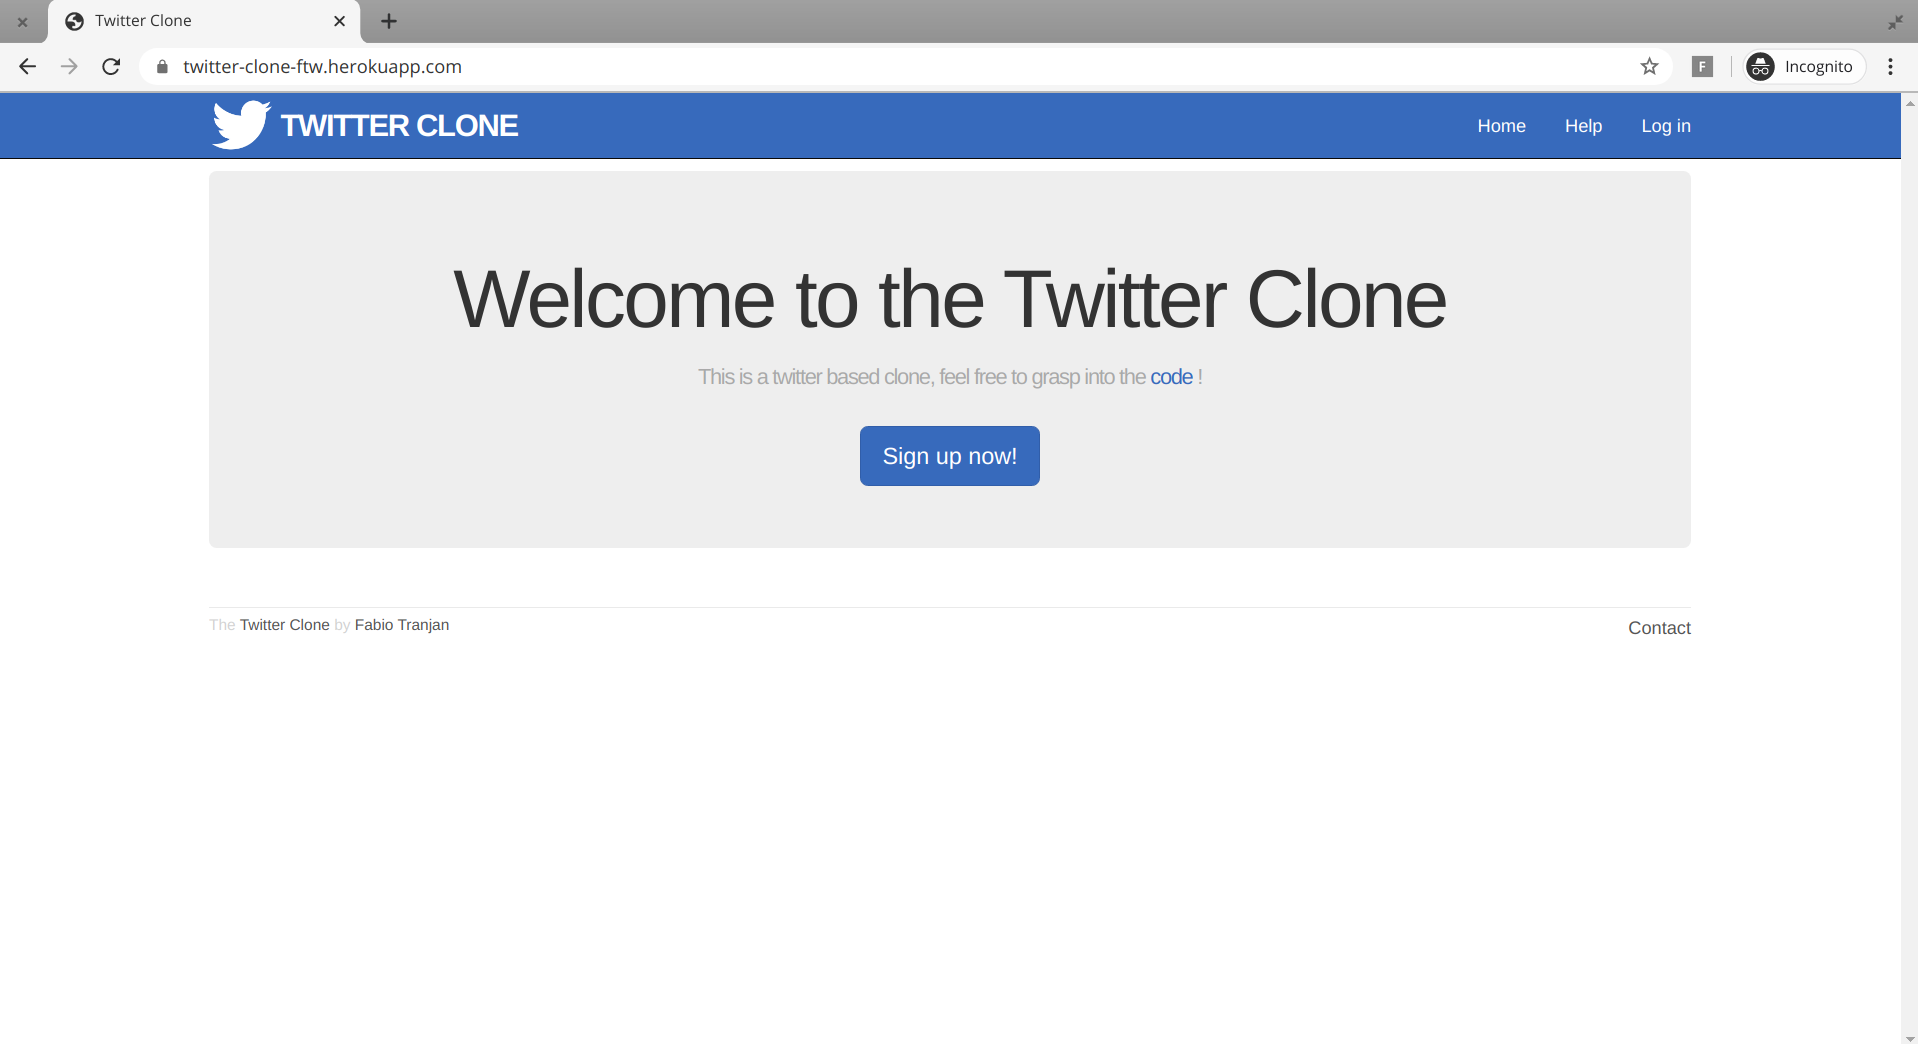 Twitter Clone
twitter-clone-ftw.herokuapp.com
F
Incognito
TWITTER CLONE
Home
Help
Log in
Welcome to the Twitter Clone
This is a twitter based clone, feel free to grasp into the code !
Sign up now!
The Twitter Clone by Fabio Tranjan
Contact